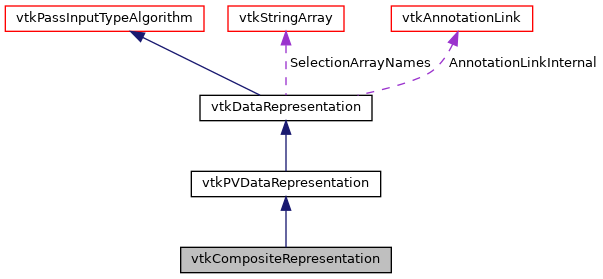 vtkPassInputTypeAlgorithm
vtkStringArray
vtkAnnotationLink
SelectionArrayNames
AnnotationLinkInternal
vtkDataRepresentation
vtkPVDataRepresentation
vtkCompositeRepresentation